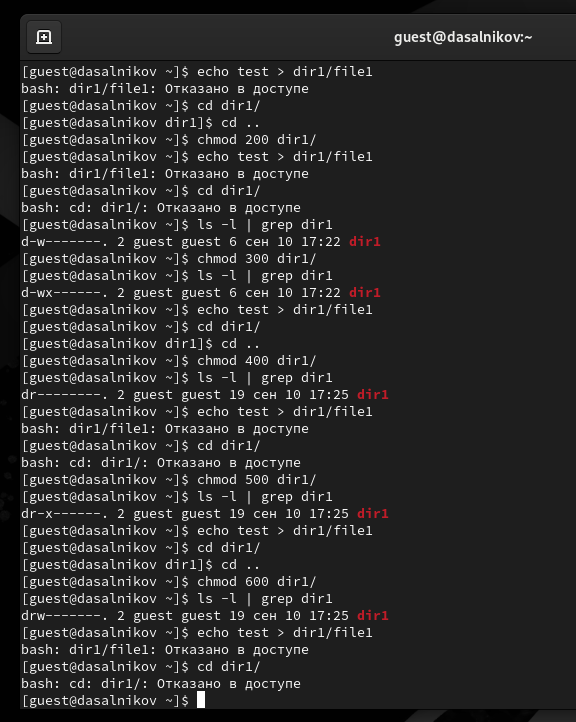 guest@dasalnikov:~
[guest@dasalnikov ~]$ echo test > dir1/file1
bash: dir1/file1: Отказано в доступе
[guest@dasalnikov ~]$ cd dir1/
[guest@dasalnikov dir1]$ cd ..
[guest@dasalnikov ~]$ chmod 200 dir1/
[guest@dasalnikov ~]$ echo test > dir1/file1
bash: dir1/file1: Отказано в доступе
[guest@dasalnikov ~]$ cd dir1/
bash: cd: dir1/: Отказано в доступе
[guest@dasalnikov ~]$ ls -l | grep dir1
d-w-------. 2 guest guest 6 сен 10 17:22 dir1
[guest@dasalnikov ~]$ chmod 300 dir1/
[guest@dasalnikov ~]$ ls -l | grep dir1
d-wx------. 2 guest guest 6 сен 10 17:22 dir1
[guest@dasalnikov ~]$ echo test > dir1/file1
[guest@dasalnikov ~]$ cd dir1/
[guest@dasalnikov dir1]$ cd ..
[guest@dasalnikov ~]$ chmod 400 dir1/
[guest@dasalnikov ~]$ ls -l | grep dir1
dr--------. 2 guest guest 19 сен 10 17:25 dir1
[guest@dasalnikov ~]$ echo test > dir1/file1
bash: dir1/file1: Отказано в доступе
[guest@dasalnikov ~]$ cd dir1/
bash: cd: dir1/: Отказано в доступе
[guest@dasalnikov ~]$ chmod 500 dir1/
[guest@dasalnikov ~]$ ls -l | grep dir1
dr-x------. 2 guest guest 19 сен 10 17:25 dir1
[guest@dasalnikov ~]$ echo test > dir1/file1
[guest@dasalnikov ~]$ cd dir1/
[guest@dasalnikov dir1]$ cd ..
[guest@dasalnikov ~]$ chmod 600 dir1/
[guest@dasalnikov ~]$ ls -l | grep dir1
drw-------. 2 guest guest 19 сен 10 17:25 dir1
[guest@dasalnikov ~]$ echo test > dir1/file1
bash: dir1/file1: Отказано в доступе
[guest@dasalnikov ~]$ cd dir1/
bash: cd: dir1/: Отказано в доступе
[guest@dasalnikov ~]$